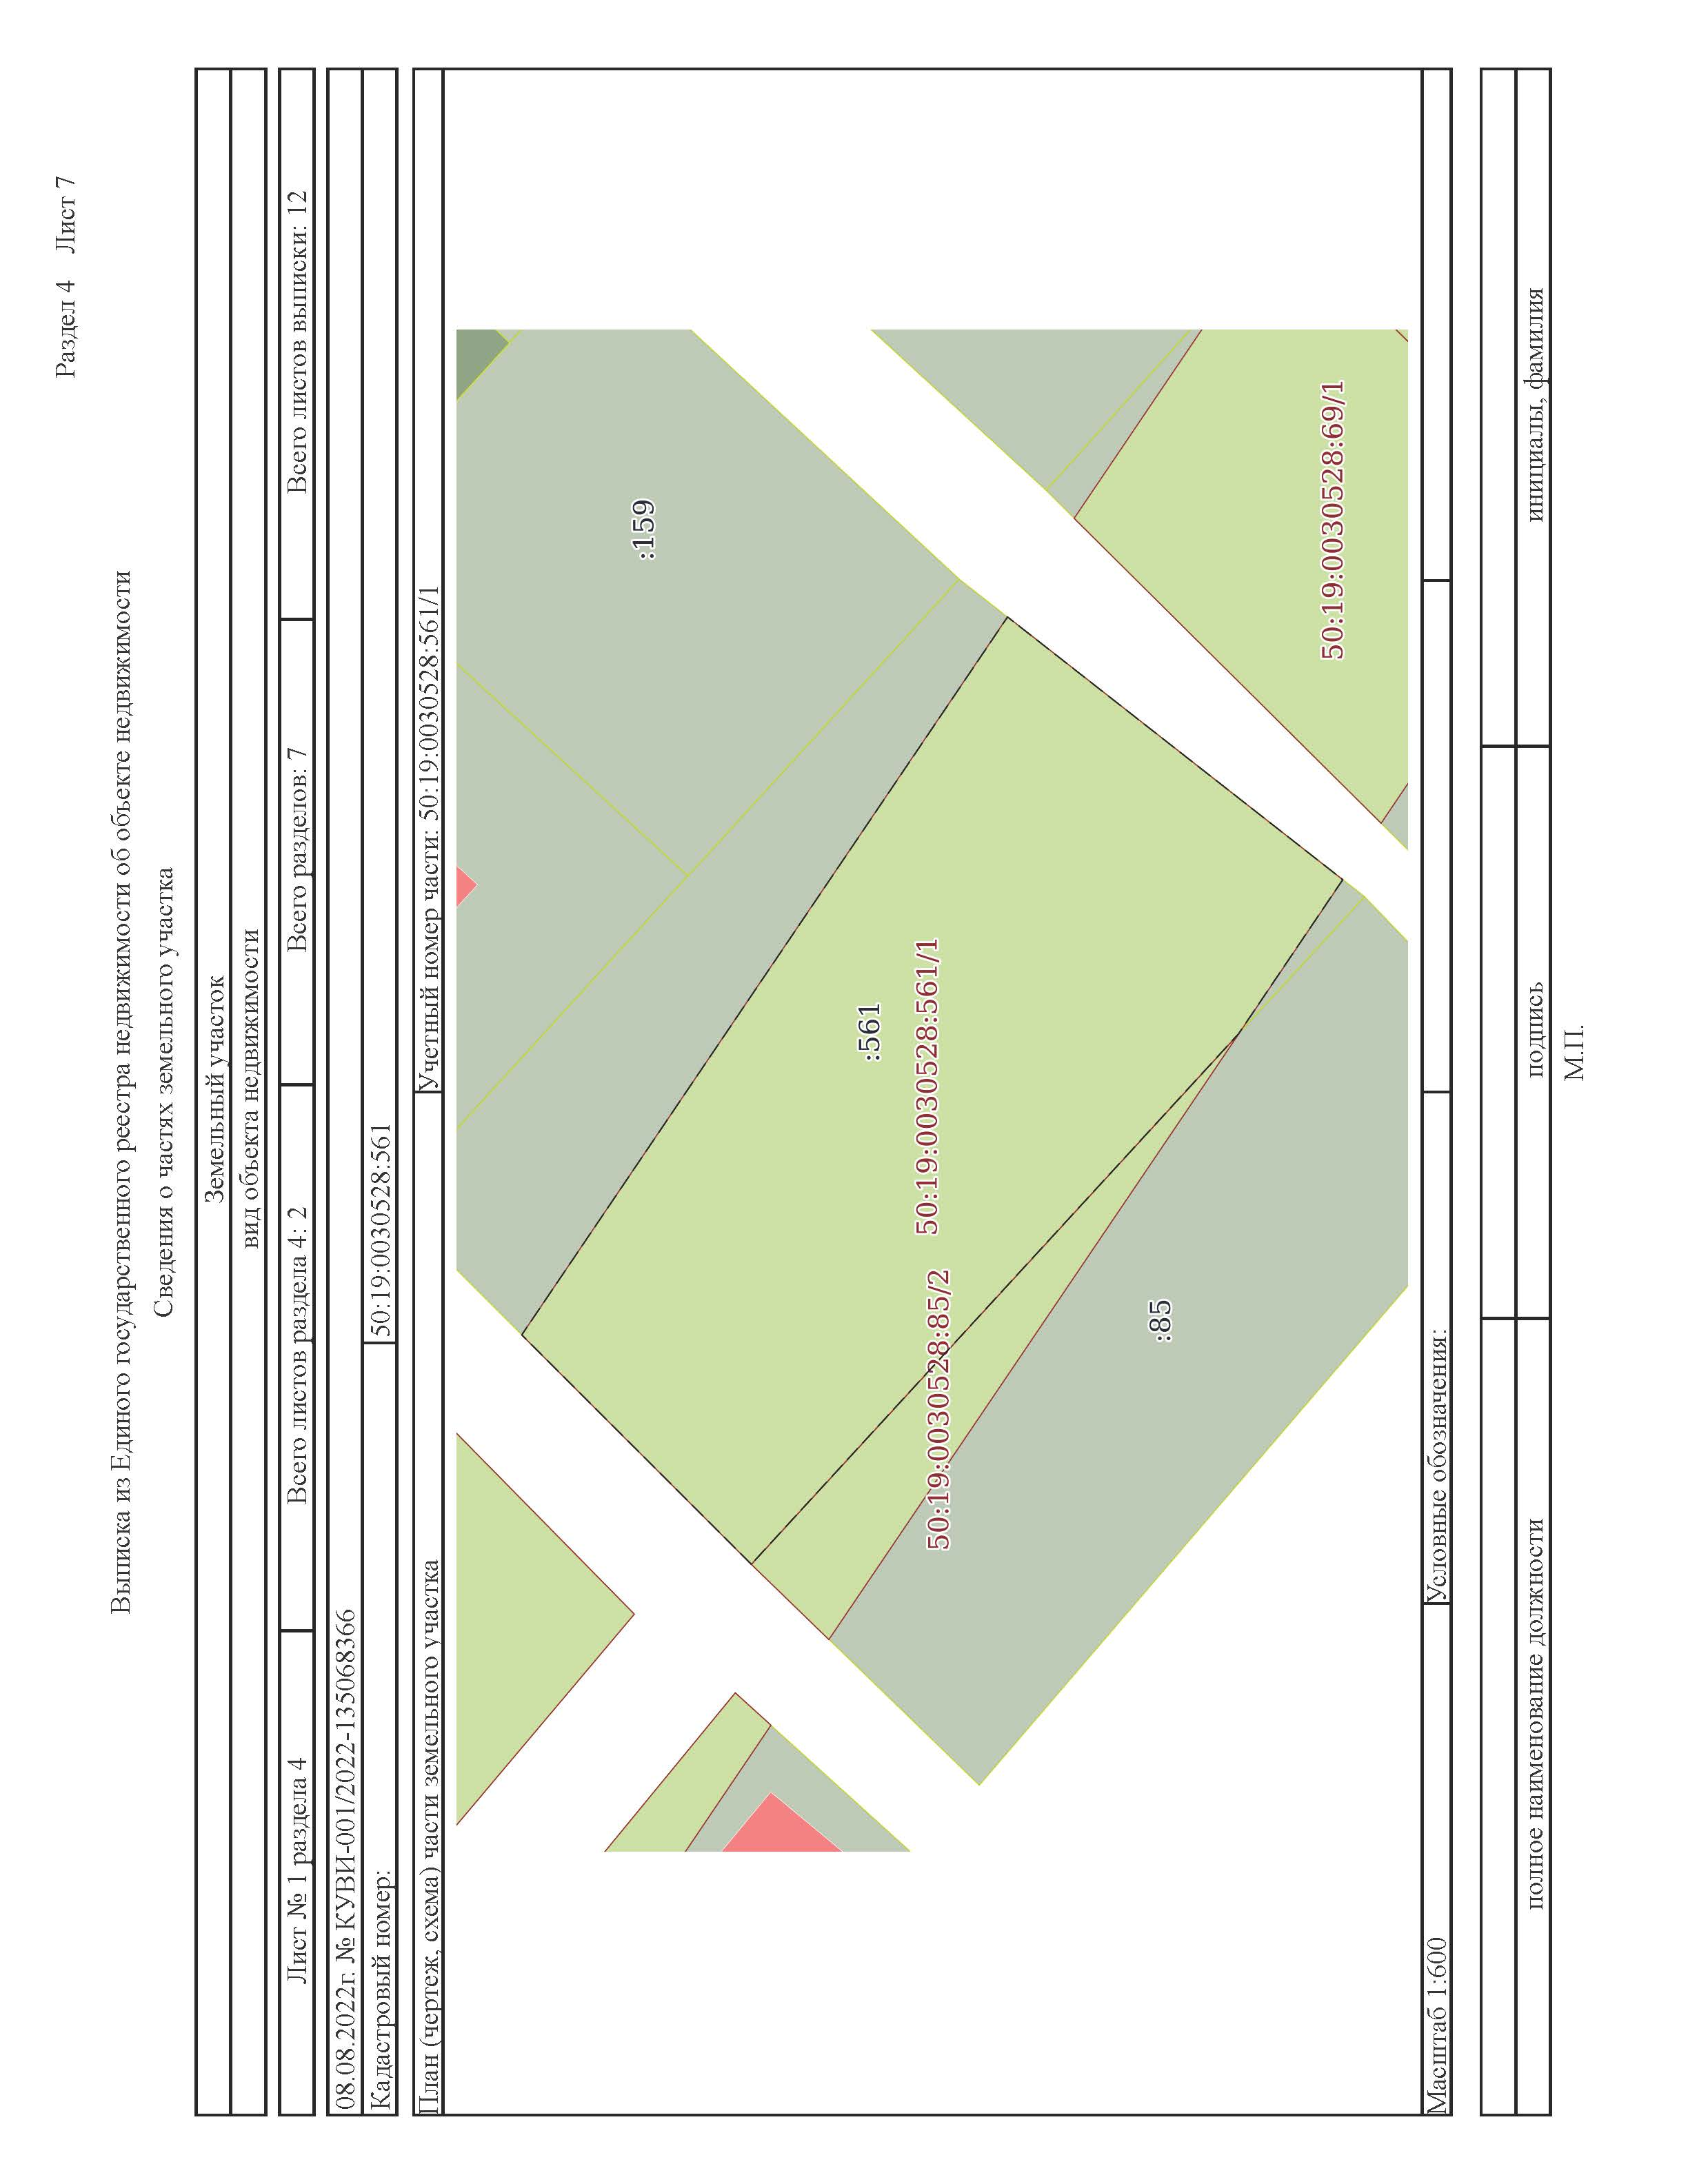 Раздел 4 Лист 7
Выписка из Единого государственного реестра недвижимости об объекте недвижимости
Сведения о частях земельного участка
Земельный участок
вид объекта недвижимости
Лист № 1 раздела 4 Всего листов раздела 4: 2 Всего разделов: 7 Всего листов выписки: 12
08.08.2022г. № КУВИ-001/2022-135068366
Кадастровый номер: 50:19:0030528:561
План (чертеж, схема) части земельного участка Учетный номер части: 50:19:0030528:561/1
:159
:561
50:19:0030528:561/1
50:19:0030528:85/2
:85
50:19:0030528:69/1
Масштаб 1:600 Условные обозначения:
полное наименование должности подпись инициалы, фамилия
М.П.